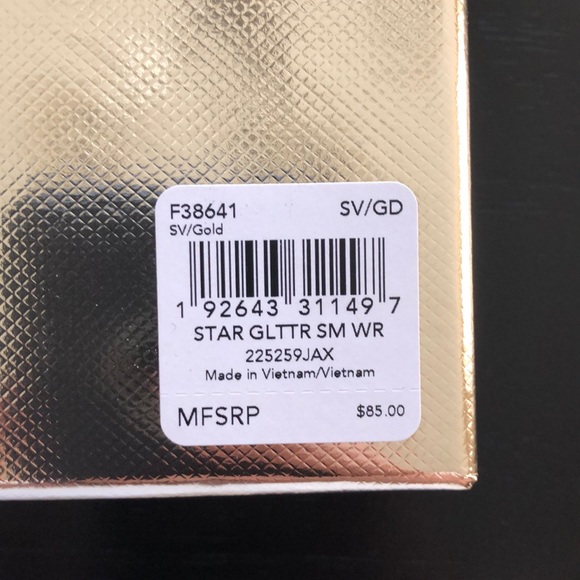 F38641 SV/GD
SV/Gold
1 92643 31149 7
STAR GLTTR SM WR
225259JAX
Made in Vietnam/Vietnam
MFSRP $85.00